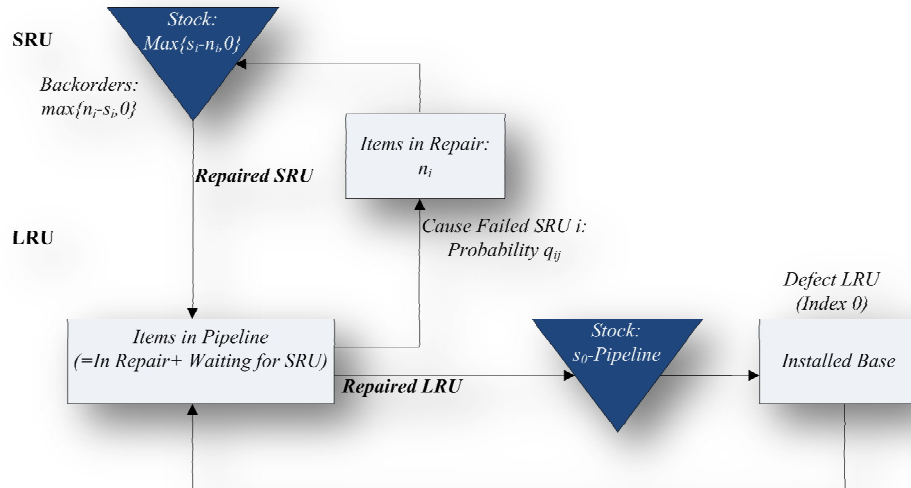 SRU
Stock:
Max{sᵢ-nᵢ,0}
Backorders:
max{nᵢ-sᵢ,0}
Items in Repair:
nᵢ
Repaired SRU
Cause Failed SRU i:
Probability qᵢⱼ
LRU
Defect LRU
(Index 0)
Items in Pipeline
(=In Repair+ Waiting for SRU)
Repaired LRU
Stock:
s₀-Pipeline
Installed Base